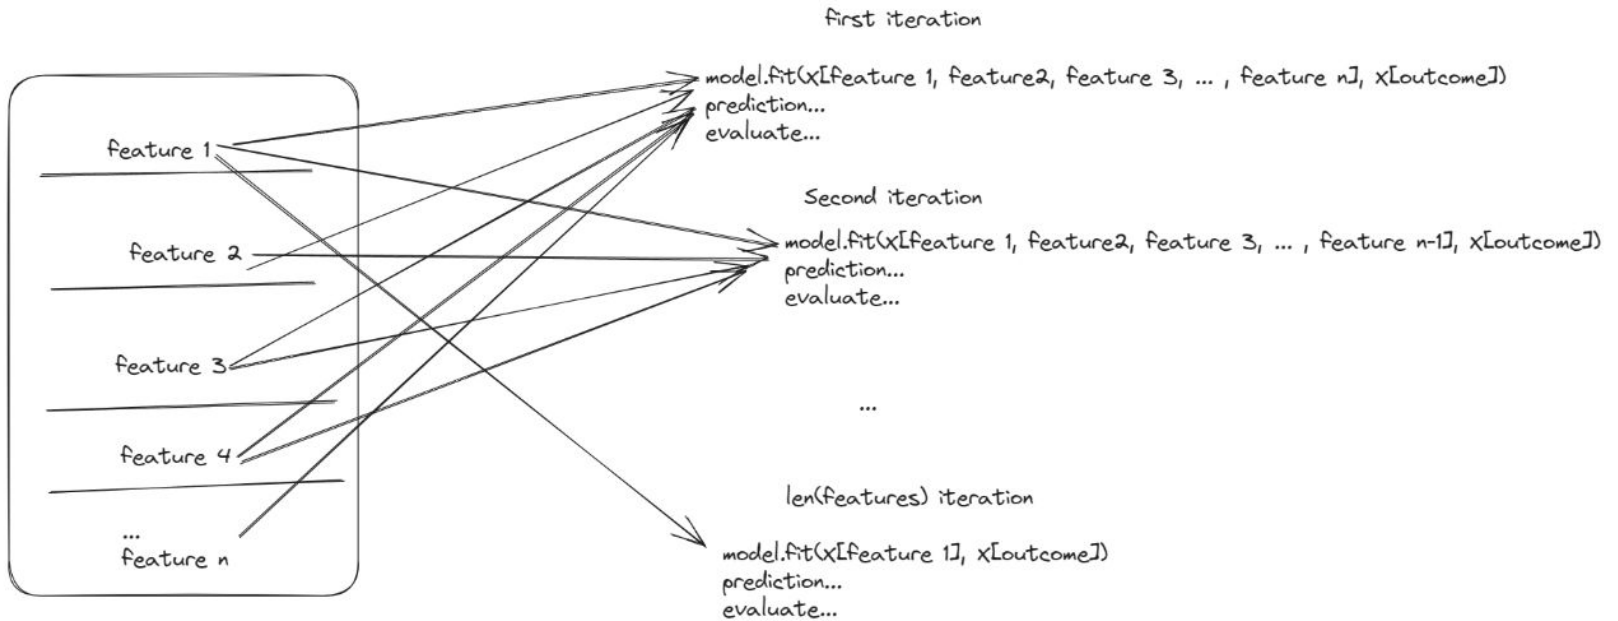 feature 1
feature 2
feature 3
feature 4
...
feature n
first iteration
model.fit(x[feature 1, feature2, feature 3, ... , feature n], x[outcome])
prediction...
evaluate...
Second iteration
model.fit(x[feature 1, feature2, feature 3, ... , feature n-1], x[outcome])
prediction...
evaluate...
...
len(features) iteration
model.fit(x[feature 1], x[outcome])
prediction...
evaluate...